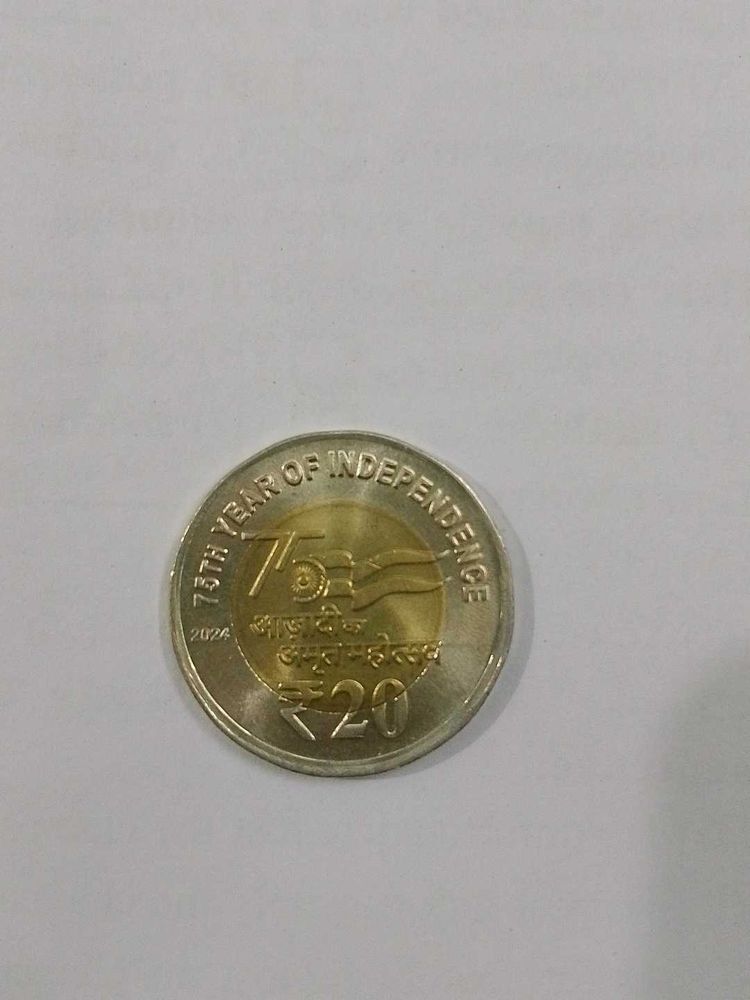 75TH YEAR OF INDEPENDENCE
75
आज़ादी का
अमृत महोत्सव
2024
₹20